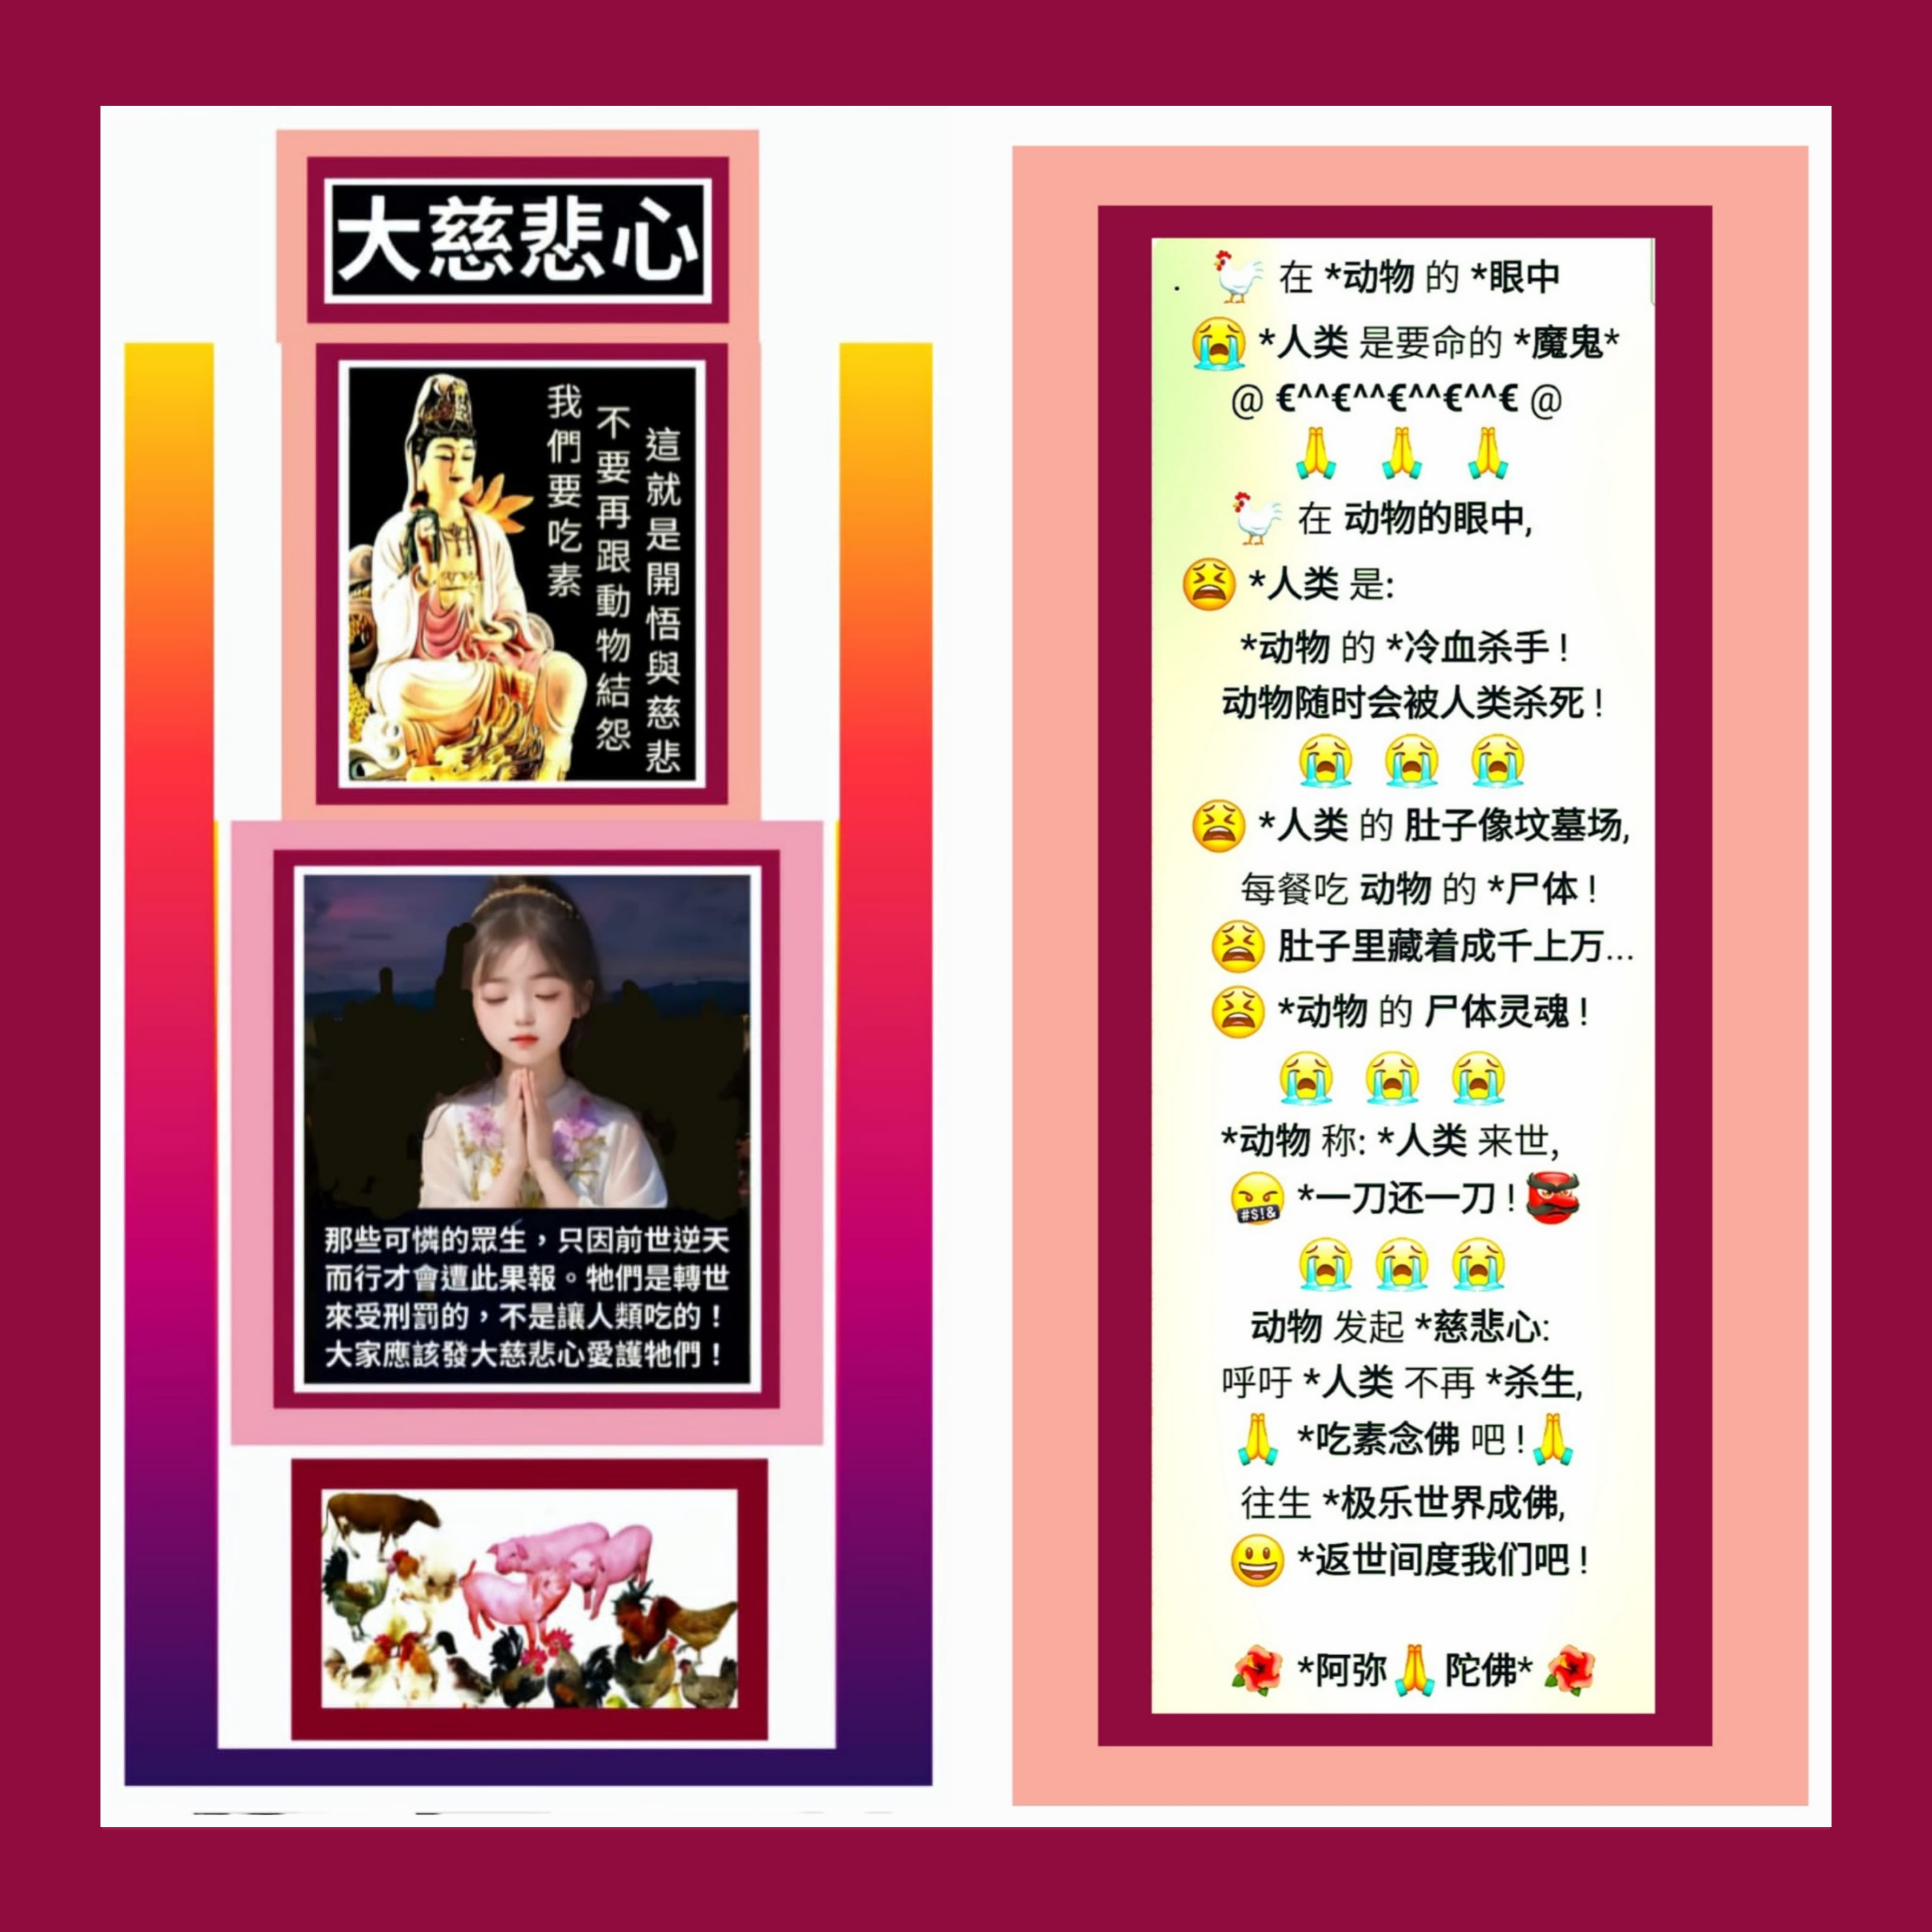 大慈悲心
我們要吃素
不要再跟動物結怨
這就是開悟與慈悲
那些可憐的眾生，只因前世逆天
而行才會遭此果報。牠們是轉世
來受刑罰的，不是讓人類吃的！
大家應該發大慈悲心愛護牠們！
. 🐓 在 *动物 的 *眼中
😭 *人类 是要命的 *魔鬼*
@ €^^€^^€^^€^^€ @
🙏 🙏 🙏
🐓 在 动物的眼中,
😫 *人类 是:
*动物 的 *冷血杀手 !
动物随时会被人类杀死 !
😭 😭 😭
😫 *人类 的 肚子像坟墓场,
每餐吃 动物 的 *尸体 !
😫 肚子里藏着成千上万...
😫 *动物 的 尸体灵魂 !
😭 😭 😭
*动物 称: *人类 来世,
🤬 *一刀还一刀 ! 👺
😭 😭 😭
动物 发起 *慈悲心:
呼吁 *人类 不再 *杀生,
🙏 *吃素念佛 吧 ! 🙏
往生 *极乐世界成佛,
😃 *返世间度我们吧 !
🌺 *阿弥 🙏 陀佛* 🌺